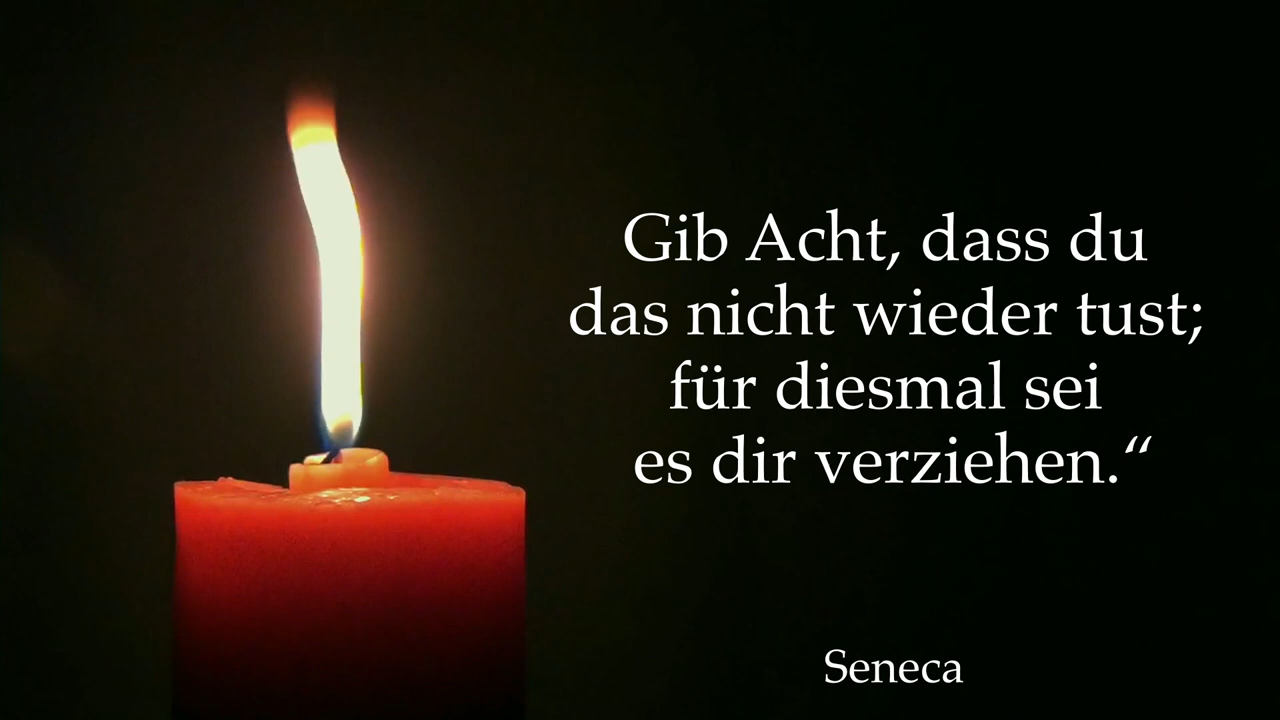 Gib Acht, dass du
das nicht wieder tust;
für diesmal sei
es dir verziehen.“
Seneca